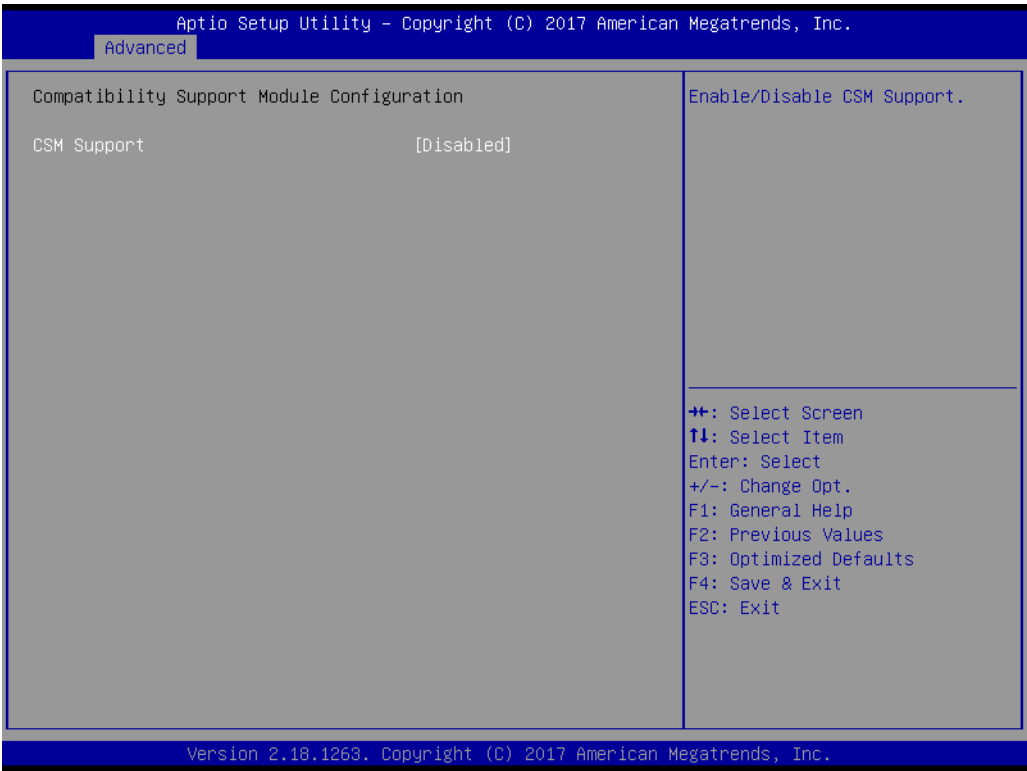 Aptio Setup Utility – Copyright (C) 2017 American Megatrends, Inc.
Advanced
Compatibility Support Module Configuration
CSM Support [Disabled]
Enable/Disable CSM Support.
→←: Select Screen
↑↓: Select Item
Enter: Select
+/-: Change Opt.
F1: General Help
F2: Previous Values
F3: Optimized Defaults
F4: Save & Exit
ESC: Exit
Version 2.18.1263. Copyright (C) 2017 American Megatrends, Inc.